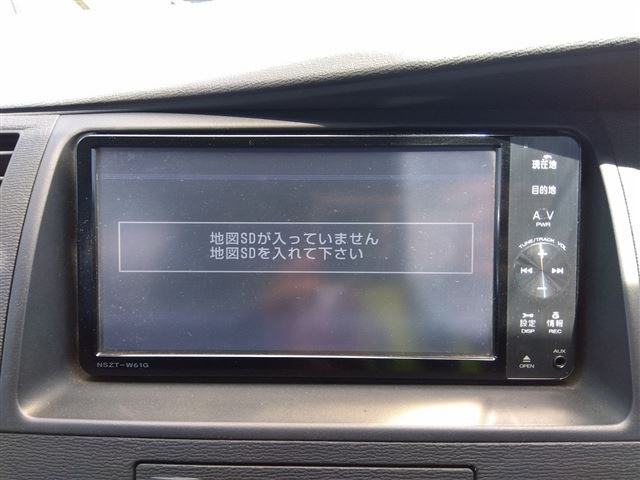 地図SDが入っていません
地図SDを入れて下さい
現在地
目的地
AV
PWR
TUNE/TRACK VOL
設定 情報
DISP REC
NSZT-W61G
OPEN
AUX